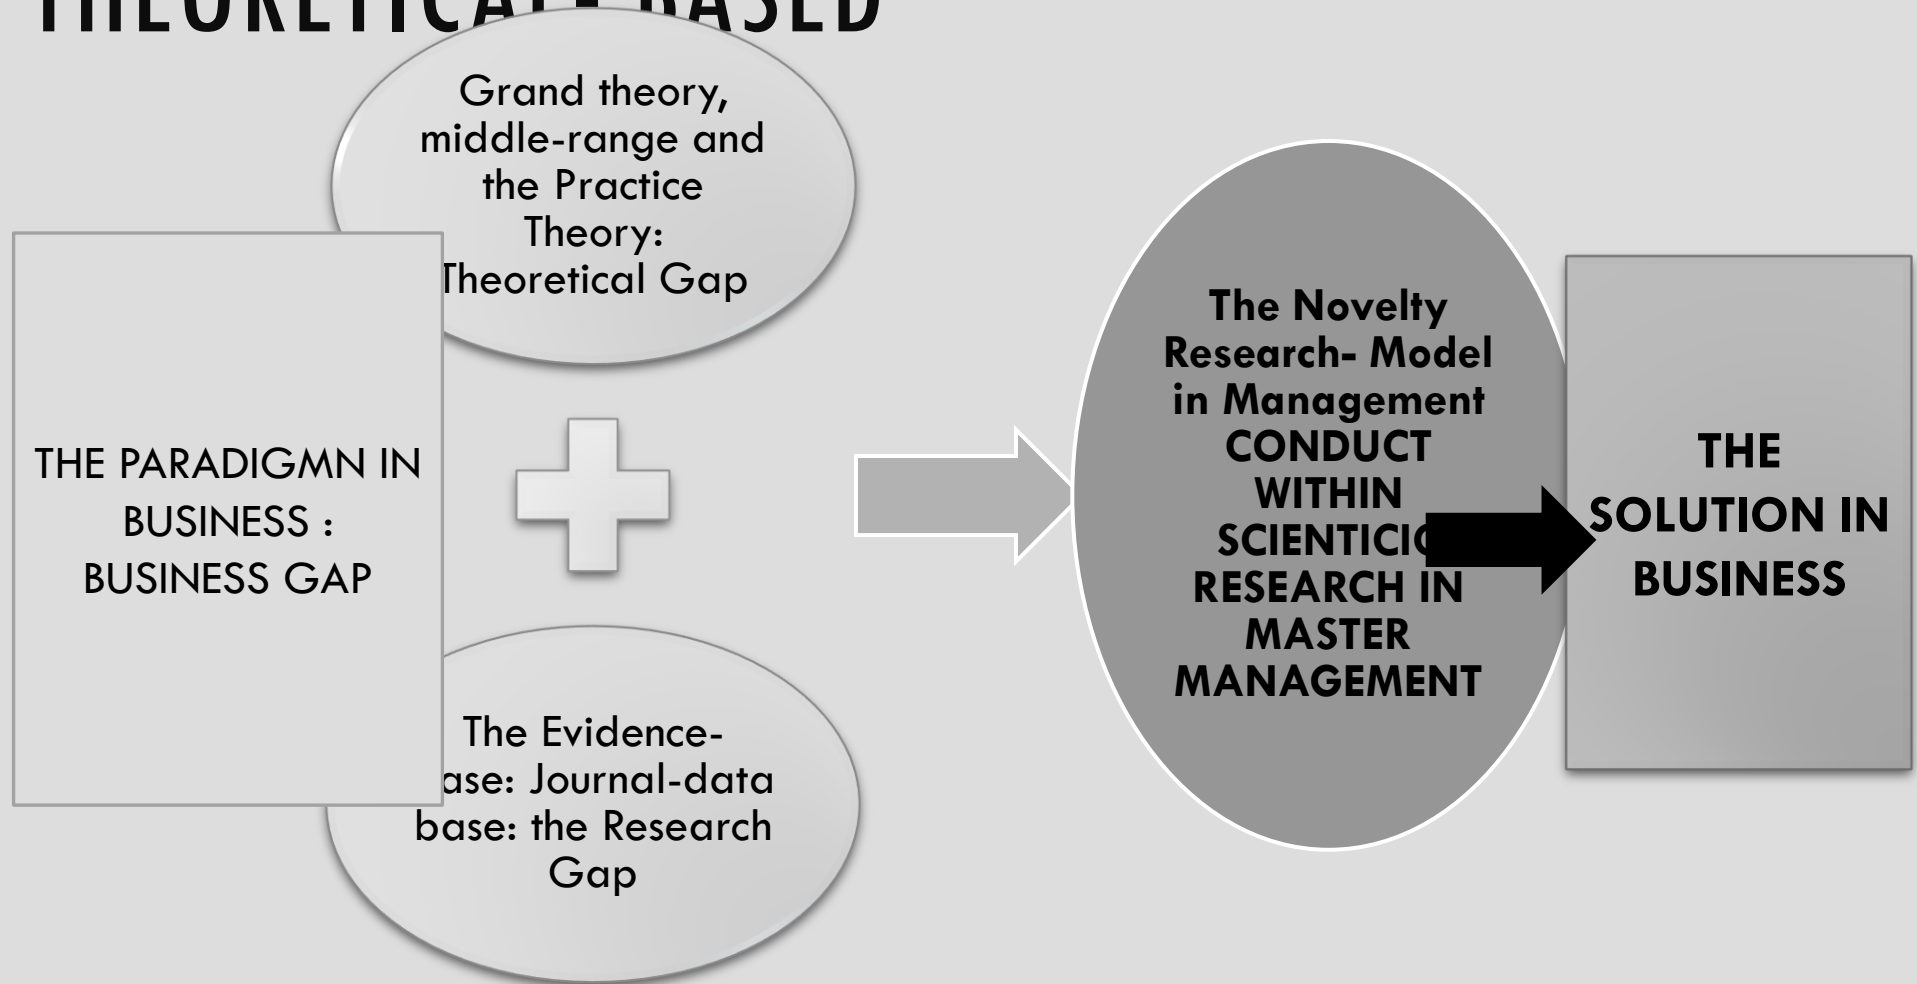 THEORETICAL- BASED
Grand theory,
middle-range and
the Practice
Theory:
Theoretical Gap
THE PARADIGMN IN
BUSINESS :
BUSINESS GAP
The Evidence-
ase: Journal-data
base: the Research
Gap
The Novelty
Research- Model
in Management
CONDUCT
WITHIN
SCIENTICIC
RESEARCH IN
MASTER
MANAGEMENT
THE
SOLUTION IN
BUSINESS